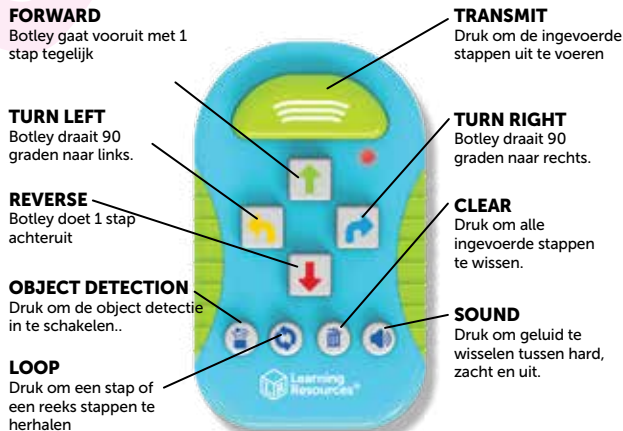 FORWARD
Botley gaat vooruit met 1
stap tegelijk
TURN LEFT
Botley draait 90
graden naar links.
REVERSE
Botley doet 1 stap
achteruit
OBJECT DETECTION
Druk om de object detectie
in te schakelen..
LOOP
Druk om een stap of
een reeks stappen te
herhalen
TRANSMIT
Druk om de ingevoerde
stappen uit te voeren
TURN RIGHT
Botley draait 90
graden naar rechts.
CLEAR
Druk om alle
ingevoerde stappen
te wissen.
SOUND
Druk om geluid te
wisselen tussen hard,
zacht en uit.
Learning
Resources®